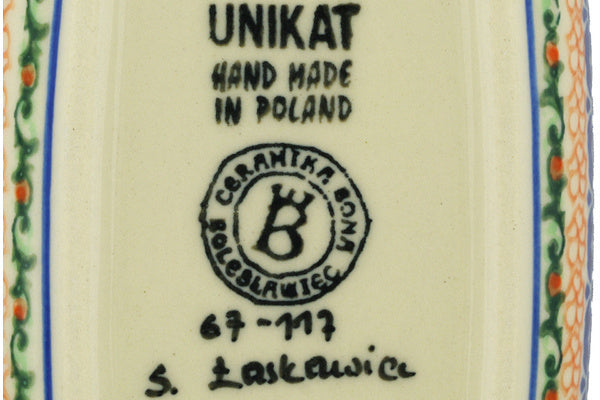 UNIKAT
HAND MADE
IN POLAND
CERAMIKA BONA
BOLESŁAWIEC
B
67-117
S. Łaskawiec